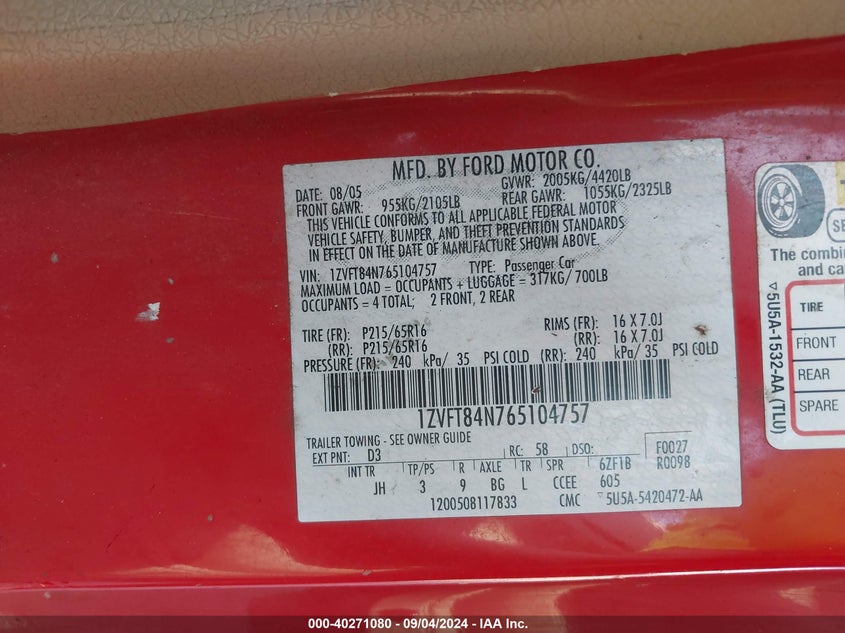 MFD. BY FORD MOTOR CO.
DATE: 08/05 GVWR: 2005KG/4420LB
FRONT GAWR: 955KG/2105LB REAR GAWR: 1055KG/2325LB
THIS VEHICLE CONFORMS TO ALL APPLICABLE FEDERAL MOTOR
VEHICLE SAFETY, BUMPER, AND THEFT PREVENTION STANDARDS
IN EFFECT ON THE DATE OF MANUFACTURE SHOWN ABOVE.
VIN: 1ZVFT84N765104757 TYPE: Passenger Car
MAXIMUM LOAD = OCCUPANTS + LUGGAGE = 317KG/700LB
OCCUPANTS = 4 TOTAL; 2 FRONT, 2 REAR
TIRE (FR): P215/65R16 RIMS (FR): 16 X 7.0J
(RR): P215/65R16 (RR): 16 X 7.0J
PRESSURE (FR): 240 kPa/ 35 PSI COLD (RR): 240 kPa/ 35 PSI COLD
1ZVFT84N765104757
TRAILER TOWING - SEE OWNER GUIDE
EXT PNT: D3 RC: 58 DSO: F0027
INT TR TP/PS R AXLE TR SPR 6ZF1B R0098
JH 3 9 BG L CCEE 605
1200508117833 CMC ▽5U5A-5420472-AA
The combin
and ca
▽5U5A-1532-AA (TLU)
TIRE
FRONT
REAR
SPARE
000-40271080 - 09/04/2024 - IAA Inc.